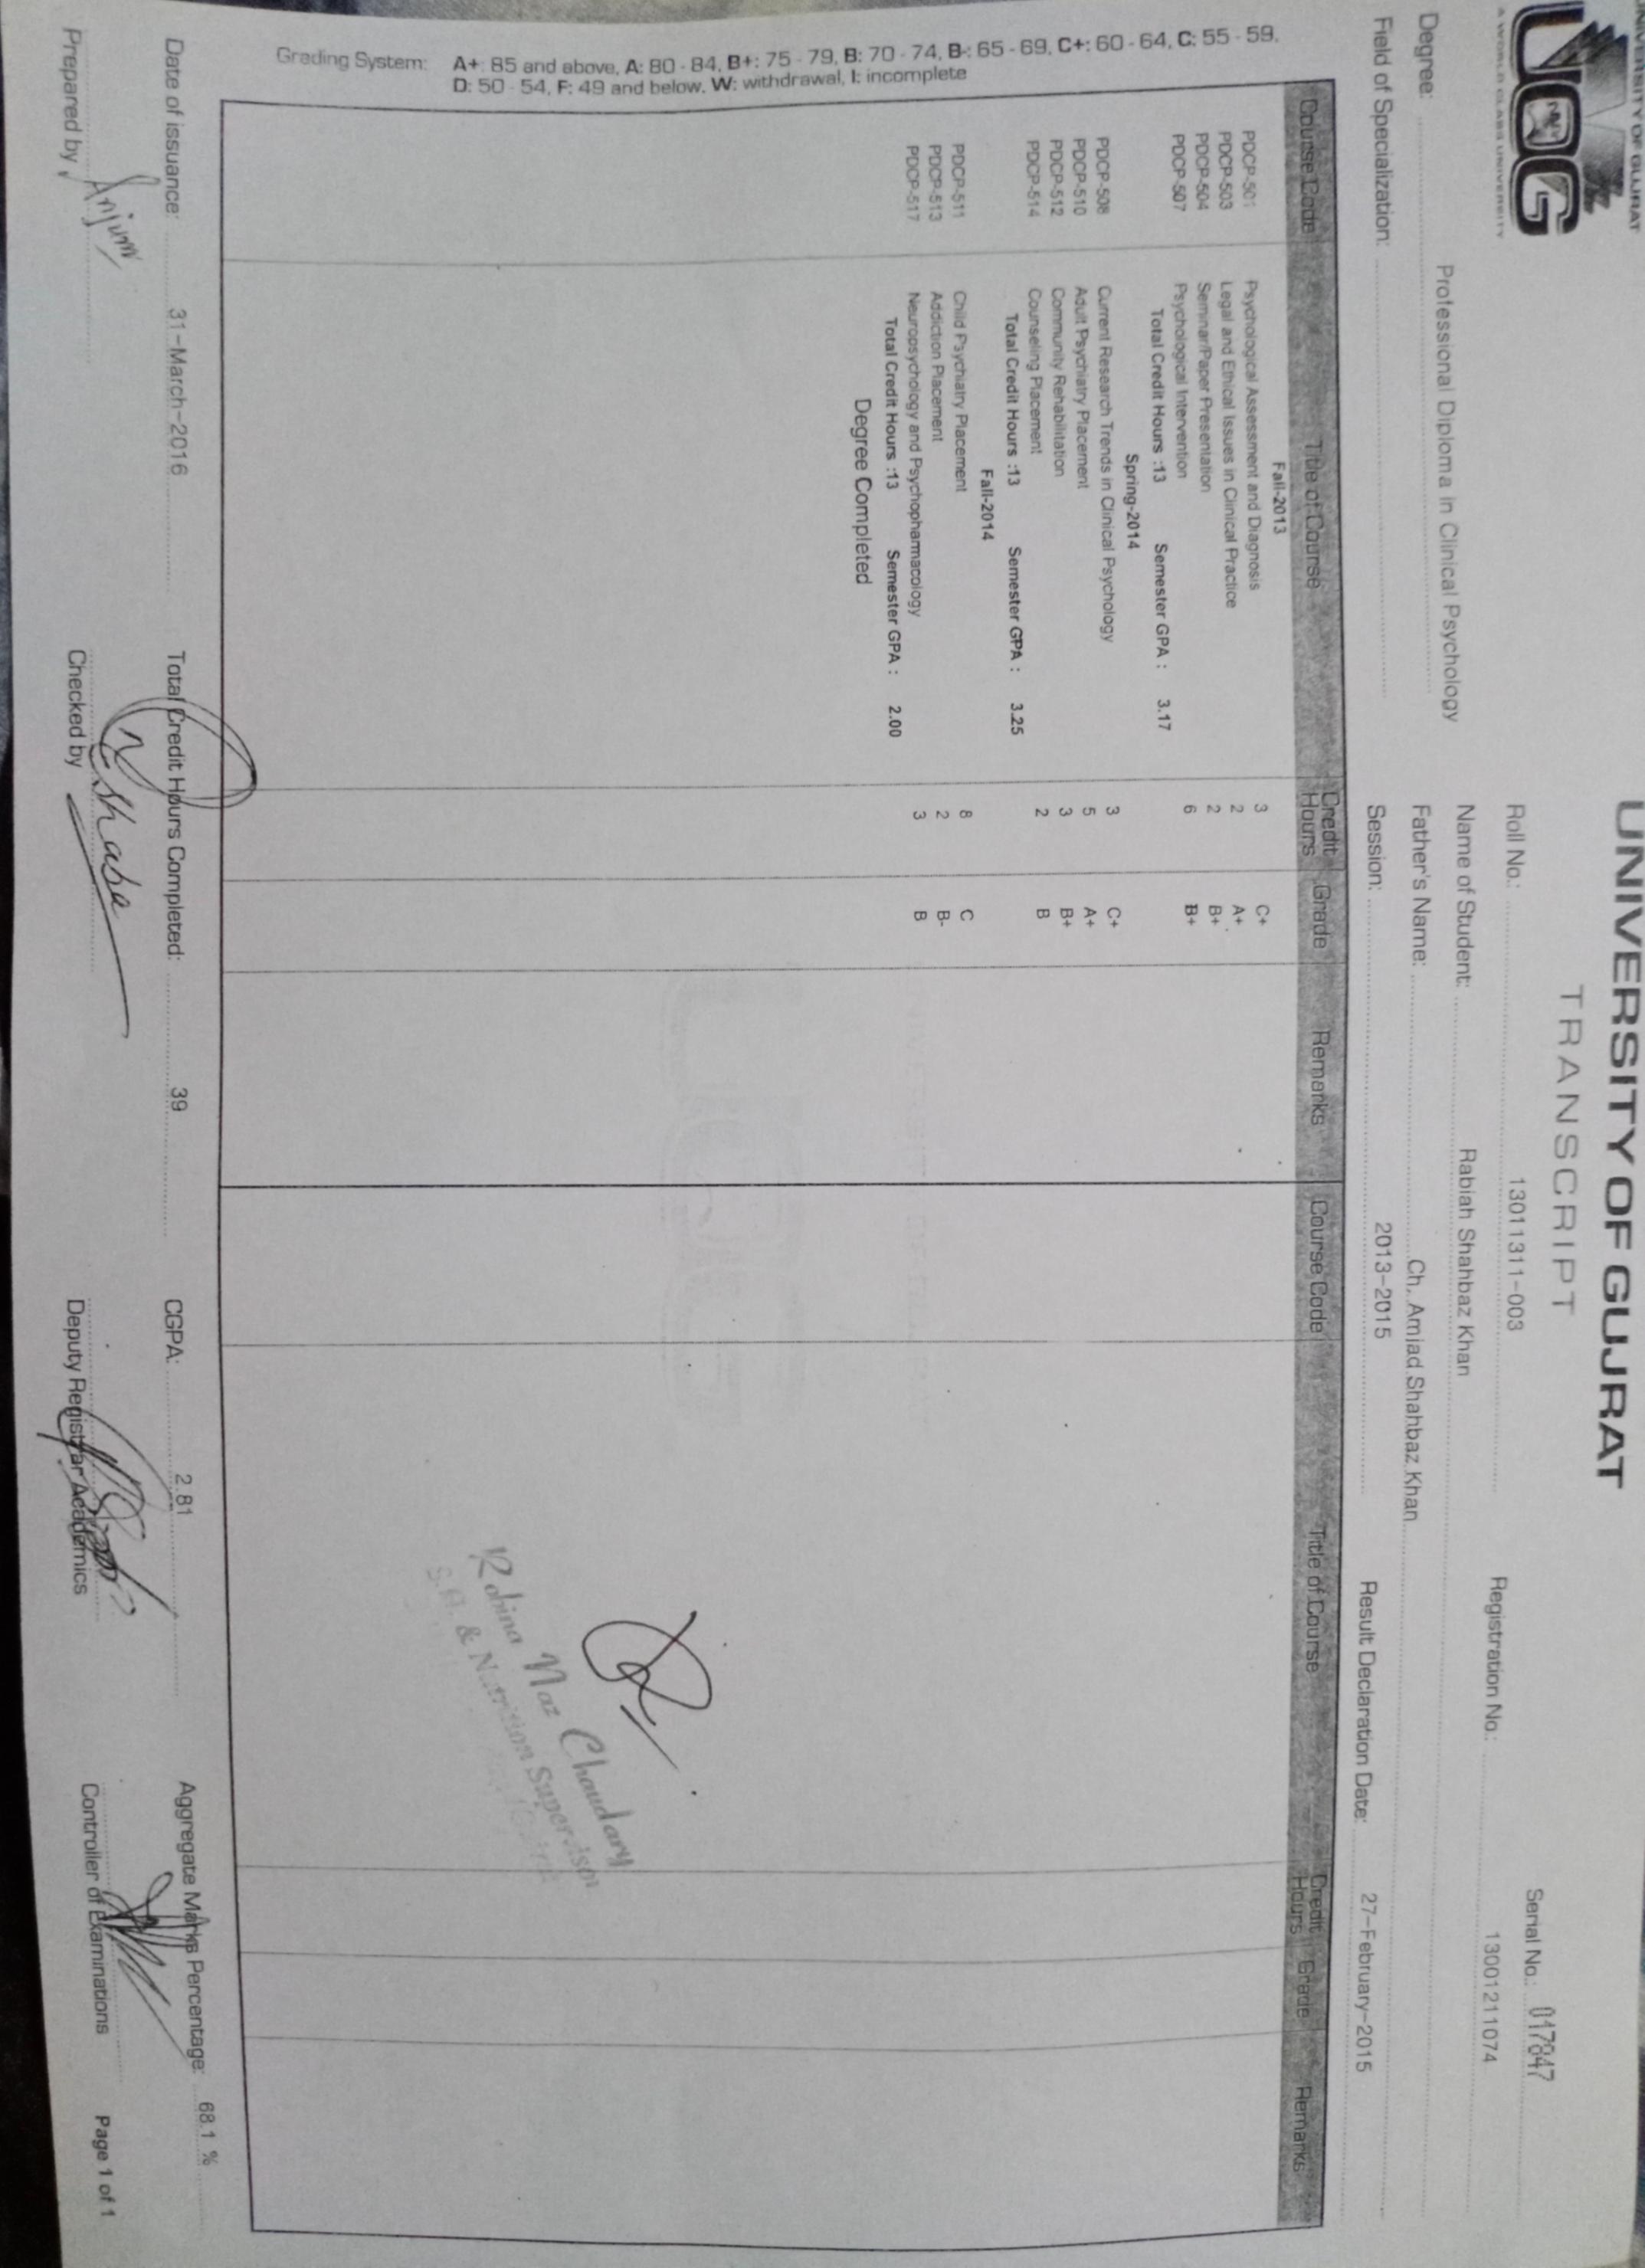 UNIVERSITY OF GUJRAT
UOG
A WORLD CLASS UNIVERSITY
UNIVERSITY OF GUJRAT
TRANSCRIPT
Serial No.: 017847
Roll No.: 13011311-003
Registration No.: 13001211074
Degree: Professional Diploma in Clinical Psychology
Name of Student: Rabiah Shahbaz Khan
Father's Name: Ch. Amjad Shahbaz Khan
Field of Specialization:
Session: 2013-2015
Result Declaration Date: 27-February-2015
Course Code Title of Course Credit Hours Grade Remarks Course Code Title of Course Credit Hours Grade Remarks
Fall-2013
PDCP-501 Psychological Assessment and Diagnosis 3 C+
PDCP-503 Legal and Ethical Issues in Clinical Practice 2 A+
PDCP-504 Seminar/Paper Presentation 2 B+
PDCP-507 Psychological Intervention 6 B+
Total Credit Hours :13 Semester GPA : 3.17
Spring-2014
PDCP-508 Current Research Trends in Clinical Psychology 3 C+
PDCP-510 Adult Psychiatry Placement 5 A+
PDCP-512 Community Rehabilitation 3 B+
PDCP-514 Counseling Placement 2 B
Total Credit Hours :13 Semester GPA : 3.25
Fall-2014
PDCP-511 Child Psychiatry Placement 8 C
PDCP-513 Addiction Placement 2 B-
PDCP-517 Neuropsychology and Psychopharmacology 3 B
Total Credit Hours :13 Semester GPA : 2.00
Degree Completed
Robina Naz Chaudary
S.H. & Nutrition Supervisor
Grading System: A+: 85 and above, A: 80 - 84, B+: 75 - 79, B: 70 - 74, B-: 65 - 69, C+: 60 - 64, C: 55 - 59,
D: 50 - 54, F: 49 and below, W: withdrawal, I: incomplete
Date of issuance: 31-March-2016
Total Credit Hours Completed: 39
CGPA: 2.81
Aggregate Marks Percentage: 68.1 %
Prepared by Anjum
Checked by
Deputy Registrar Academics
Controller of Examinations
Page 1 of 1